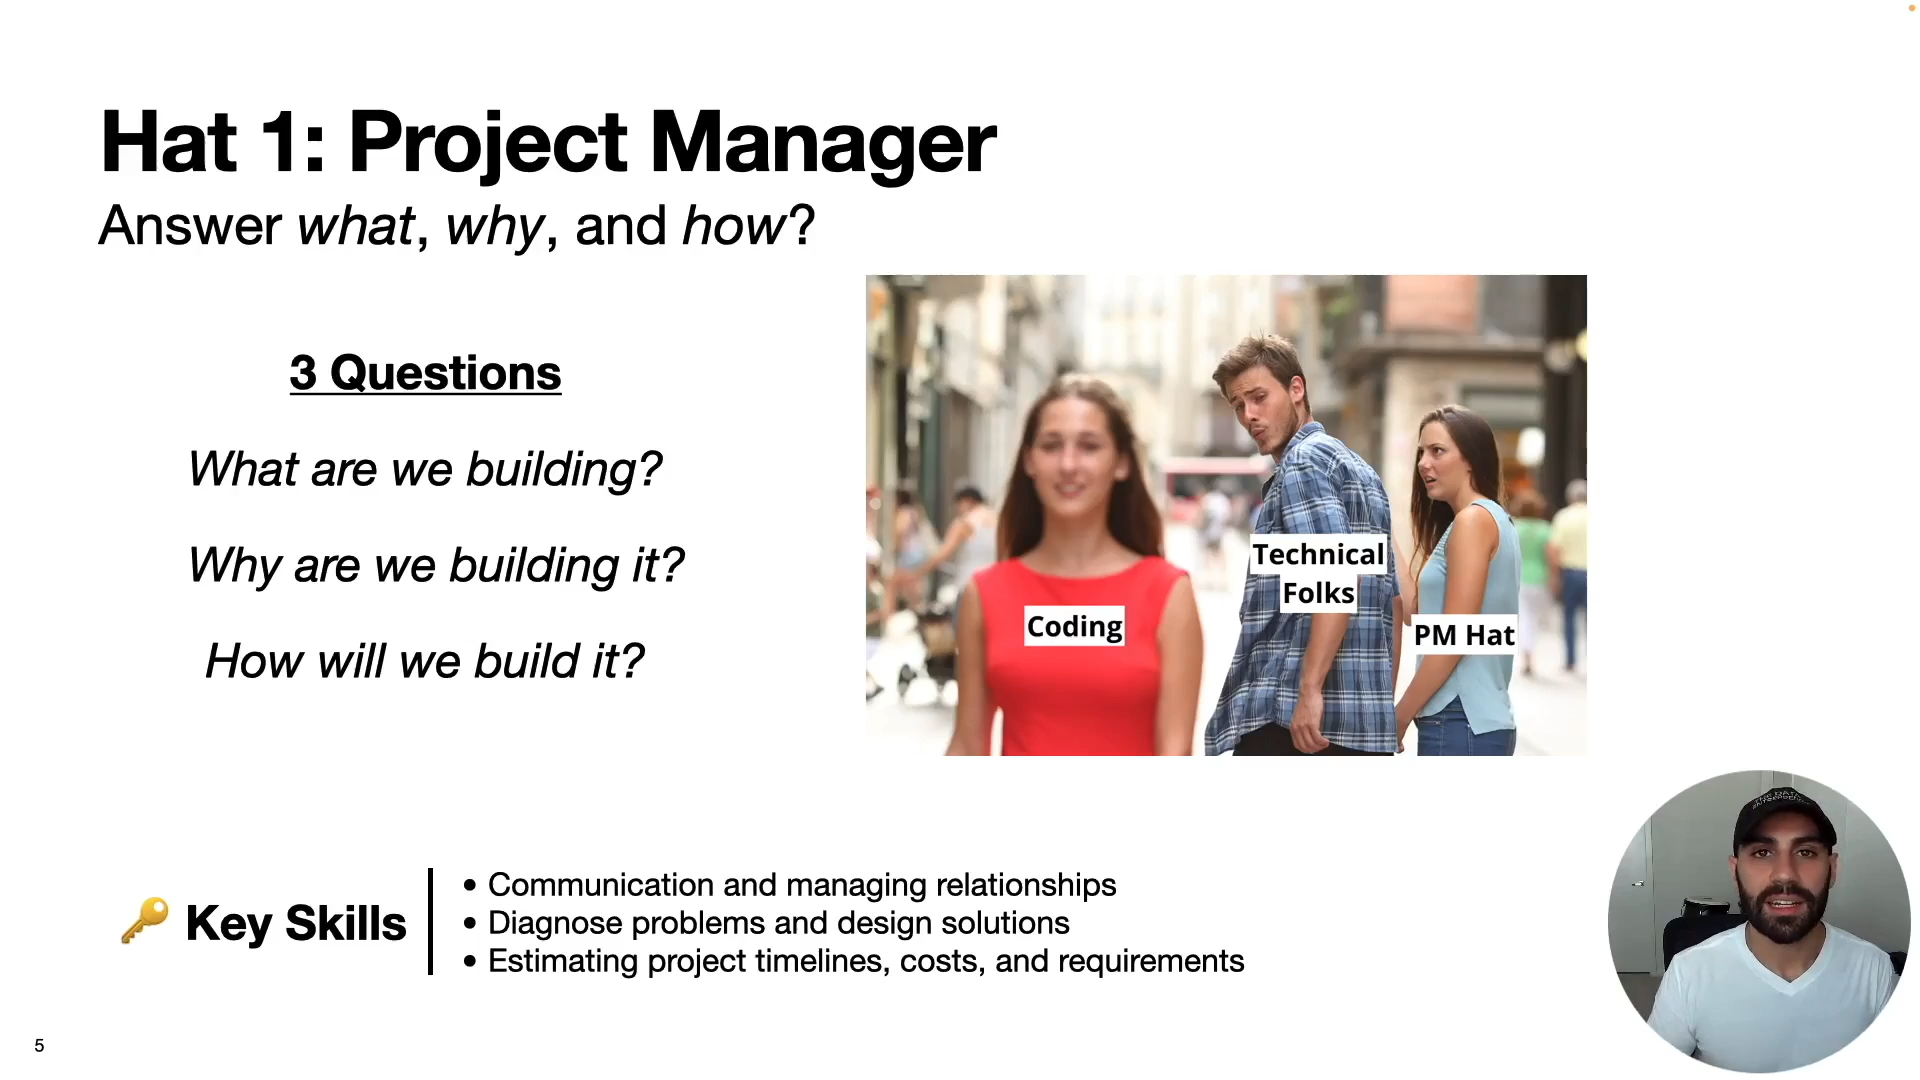 Hat 1: Project Manager
Answer what, why, and how?
3 Questions
What are we building?
Why are we building it?
How will we build it?
Coding
Technical
Folks
PM Hat
🔑 Key Skills
• Communication and managing relationships
• Diagnose problems and design solutions
• Estimating project timelines, costs, and requirements
5